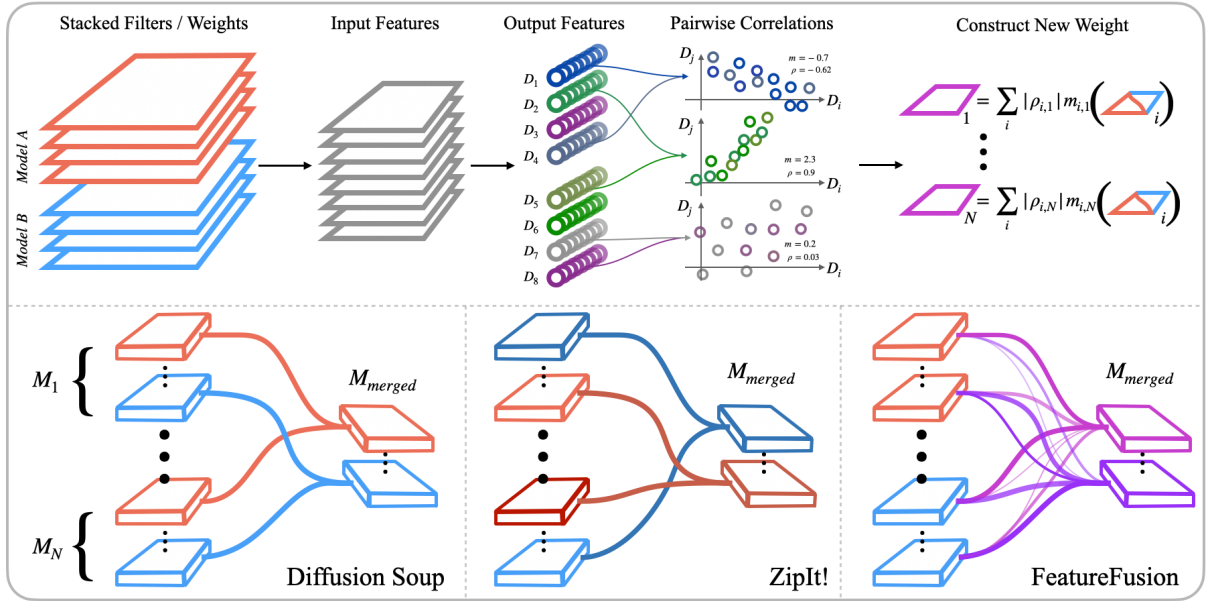 Stacked Filters / Weights
Input Features
Output Features
Pairwise Correlations
Construct New Weight
Model A
Model B
D1
D2
D3
D4
D5
D6
D7
D8
Dj
m = − 0.7
ρ = − 0.62
Di
Dj
m = 2.3
ρ = 0.9
Di
Dj
m = 0.2
ρ = 0.03
Di
1 = ∑i |ρi,1| mi,1( i)
N = ∑i |ρi,N| mi,N( i)
M1
MN
Mmerged
Diffusion Soup
Mmerged
ZipIt!
Mmerged
FeatureFusion